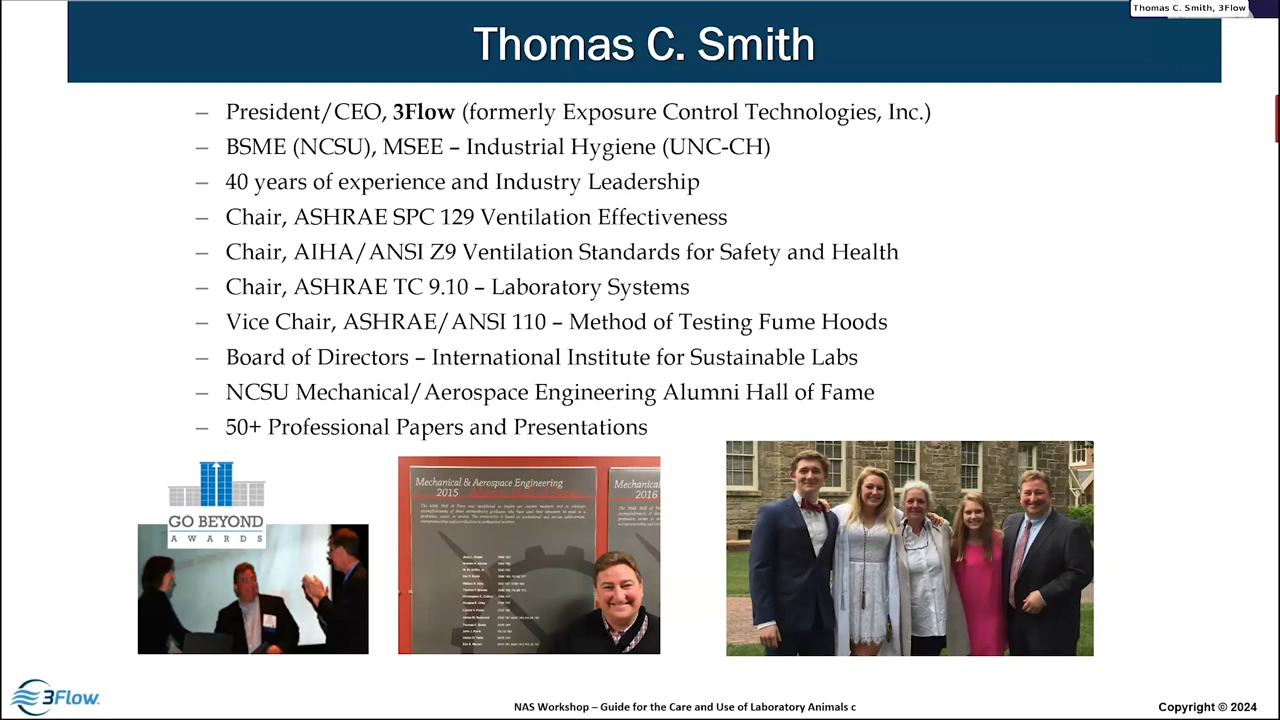 Thomas C. Smith, 3Flow
Thomas C. Smith
– President/CEO, 3Flow (formerly Exposure Control Technologies, Inc.)
– BSME (NCSU), MSEE – Industrial Hygiene (UNC-CH)
– 40 years of experience and Industry Leadership
– Chair, ASHRAE SPC 129 Ventilation Effectiveness
– Chair, AIHA/ANSI Z9 Ventilation Standards for Safety and Health
– Chair, ASHRAE TC 9.10 – Laboratory Systems
– Vice Chair, ASHRAE/ANSI 110 – Method of Testing Fume Hoods
– Board of Directors – International Institute for Sustainable Labs
– NCSU Mechanical/Aerospace Engineering Alumni Hall of Fame
– 50+ Professional Papers and Presentations
GO BEYOND
AWARDS
Mechanical & Aerospace Engineering
2015
Mechanical
2016
3Flow.
NAS Workshop – Guide for the Care and Use of Laboratory Animals c
Copyright © 2024